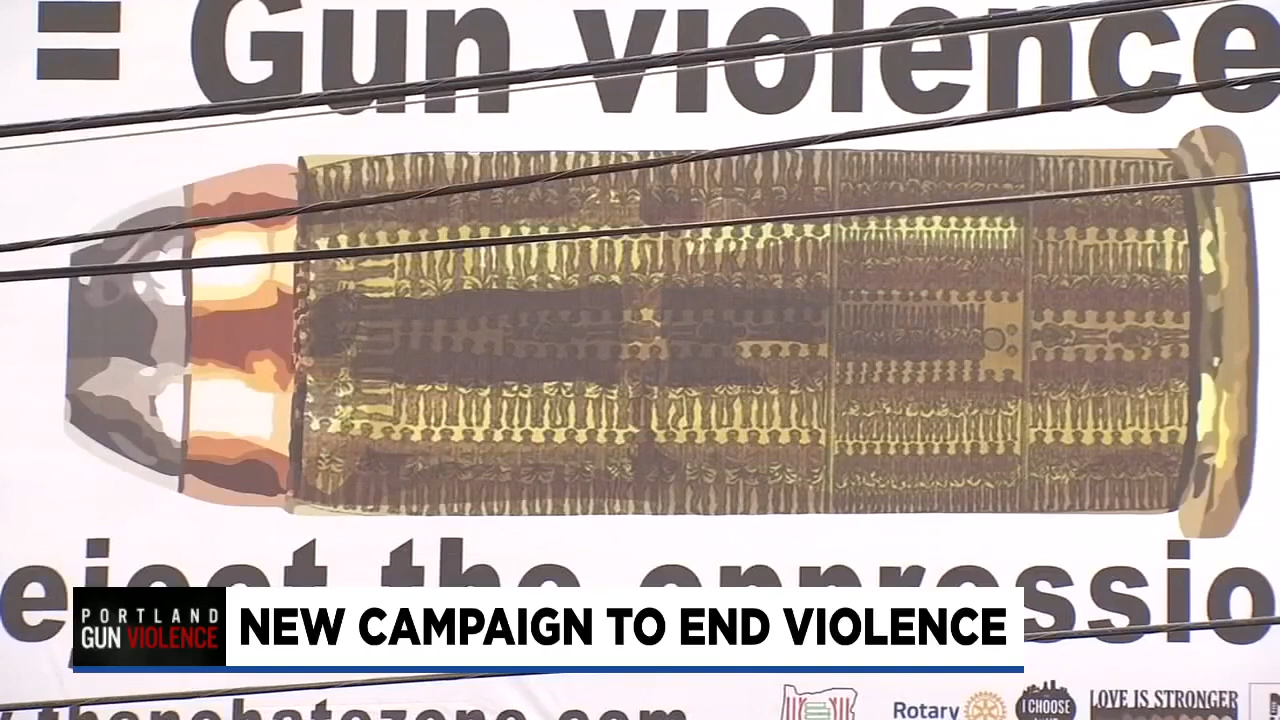 = Gun violence
eject the oppressio
PORTLAND
GUN VIOLENCE
NEW CAMPAIGN TO END VIOLENCE
Rotary
I CHOOSE
LOVE IS STRONGER